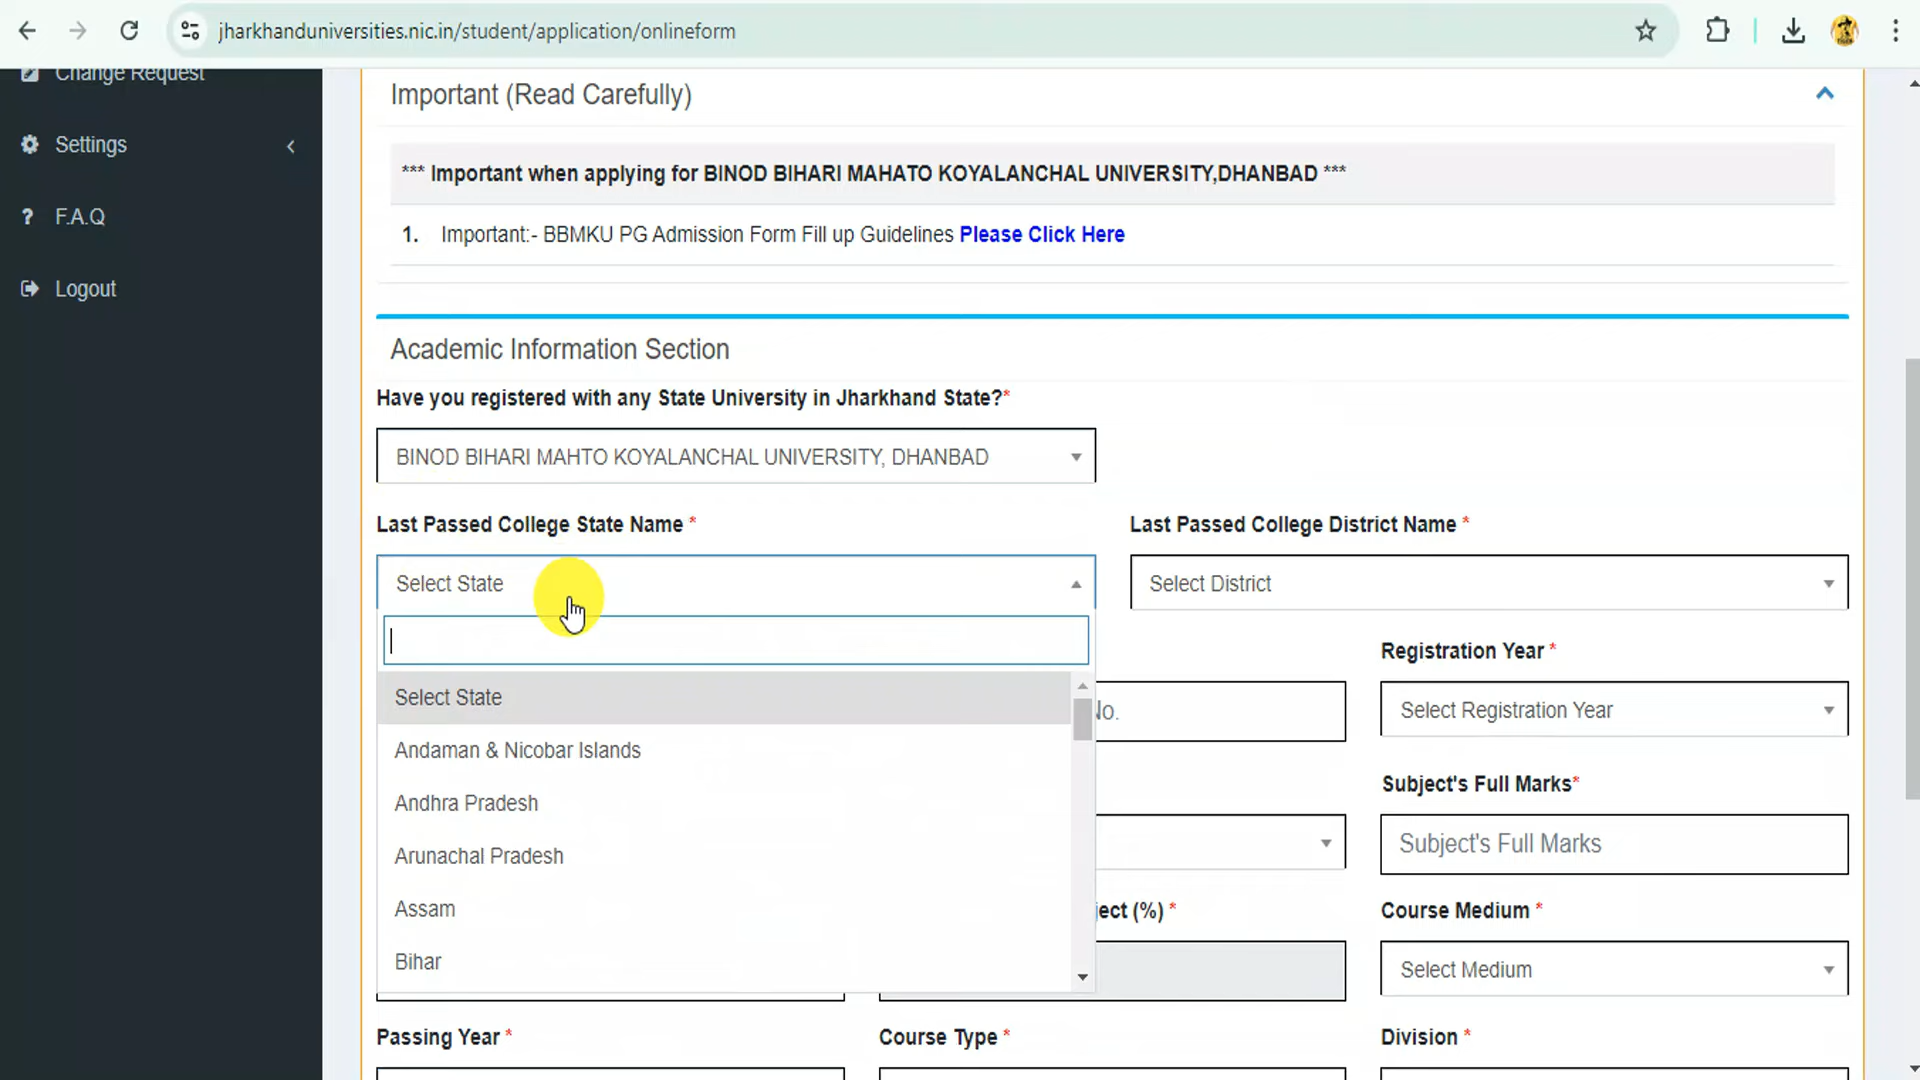 jharkhanduniversities.nic.in/student/application/onlineform
Change Request
Settings
? F.A.Q
Logout
Important (Read Carefully)
*** Important when applying for BINOD BIHARI MAHATO KOYALANCHAL UNIVERSITY,DHANBAD ***
1. Important:- BBMKU PG Admission Form Fill up Guidelines Please Click Here
Academic Information Section
Have you registered with any State University in Jharkhand State?*
BINOD BIHARI MAHTO KOYALANCHAL UNIVERSITY, DHANBAD
Last Passed College State Name *
Last Passed College District Name *
Select State
Select District
Registration Year *
Select State
No.
Select Registration Year
Andaman & Nicobar Islands
Subject's Full Marks*
Andhra Pradesh
Subject's Full Marks
Arunachal Pradesh
Assam
ject (%) *
Course Medium *
Bihar
Select Medium
Passing Year *
Course Type *
Division *